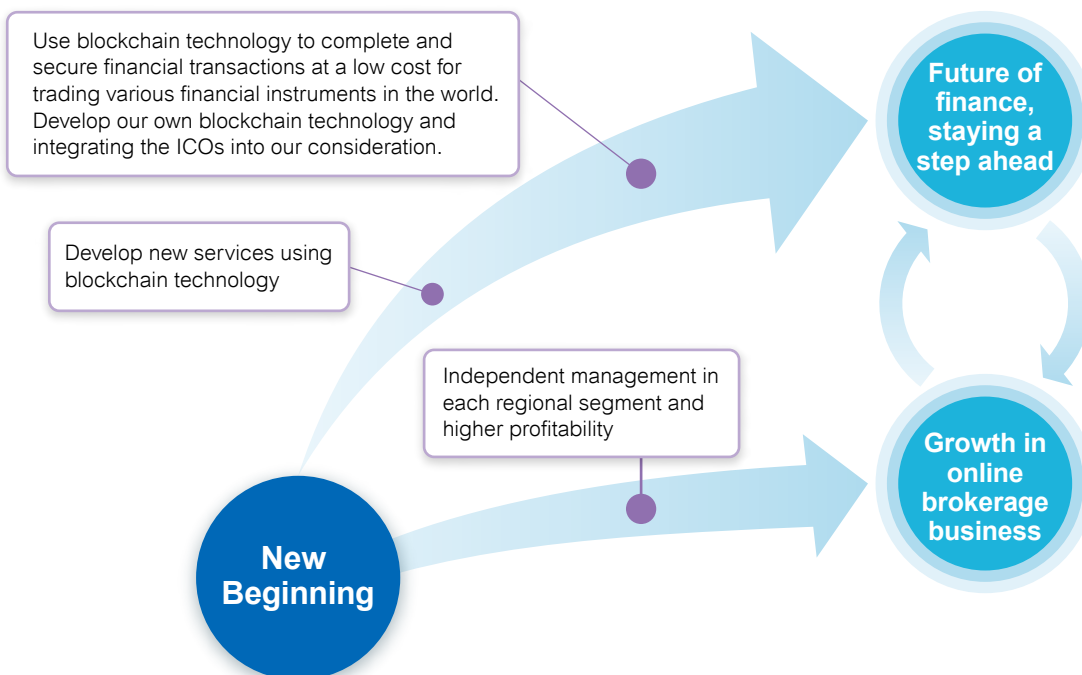 Use blockchain technology to complete and
secure financial transactions at a low cost for
trading various financial instruments in the world.
Develop our own blockchain technology and
integrating the ICOs into our consideration.
Future of
finance,
staying a
step ahead
Develop new services using
blockchain technology
Independent management in
each regional segment and
higher profitability
Growth in
online
brokerage
business
New
Beginning